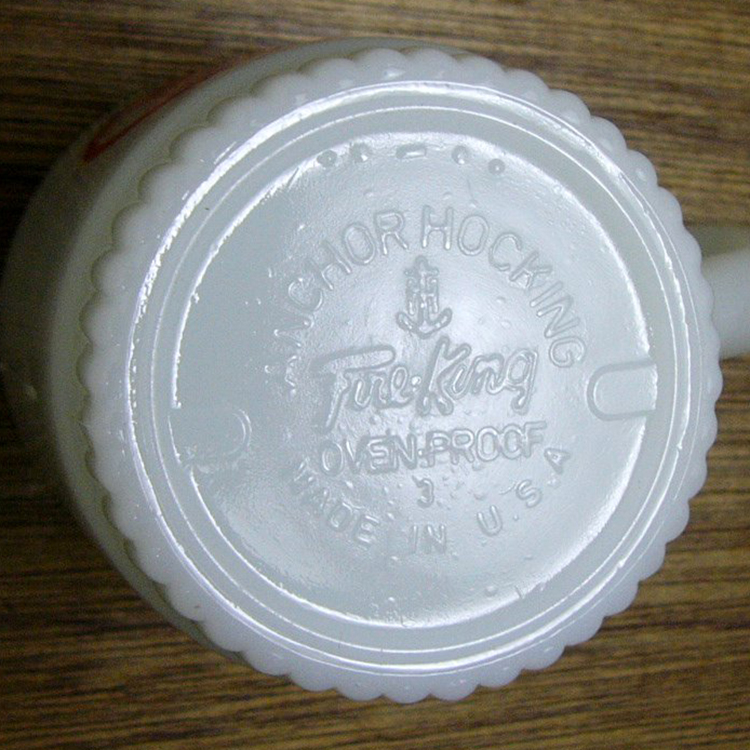 ANCHOR HOCKING
Fire-King
OVEN-PROOF
3
MADE IN U.S.A